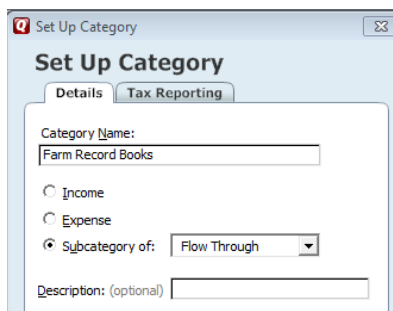 Set Up Category
Set Up Category
Details Tax Reporting
Category Name:
Farm Record Books
Income
Expense
Subcategory of: Flow Through
Description: (optional)